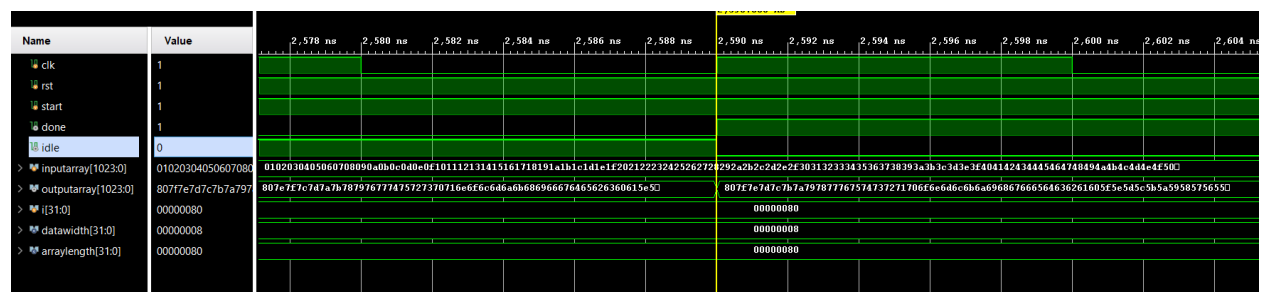 Name Value 2,578 ns 2,580 ns 2,582 ns 2,584 ns 2,586 ns 2,588 ns 2,590 ns 2,592 ns 2,594 ns 2,596 ns 2,598 ns 2,600 ns 2,602 ns 2,604 ns
clk 1
rst 1
start 1
done 1
idle 0
inputarray[1023:0] 01020304050607080 0102030405060708090a0b0c0d0e0f101112131415161718191a1b1c1d1e1f202122232425262728292a2b2c2d2e2f303132333435363738393a3b3c3d3e3f404142434445464748494a4b4c4d4e4f50
outputarray[1023:0] 807f7e7d7c7b7a797 807e7f7c7d7a7b787976777475727370716e6f6c6d6a6b686966676465626360615e5 807f7e7d7c7b7a797877767574737271706f6e6d6c6b6a696867666564636261605f5e5d5c5b5a5958575655
i[31:0] 00000080 00000080
datawidth[31:0] 00000008 00000008
arraylength[31:0] 00000080 00000080